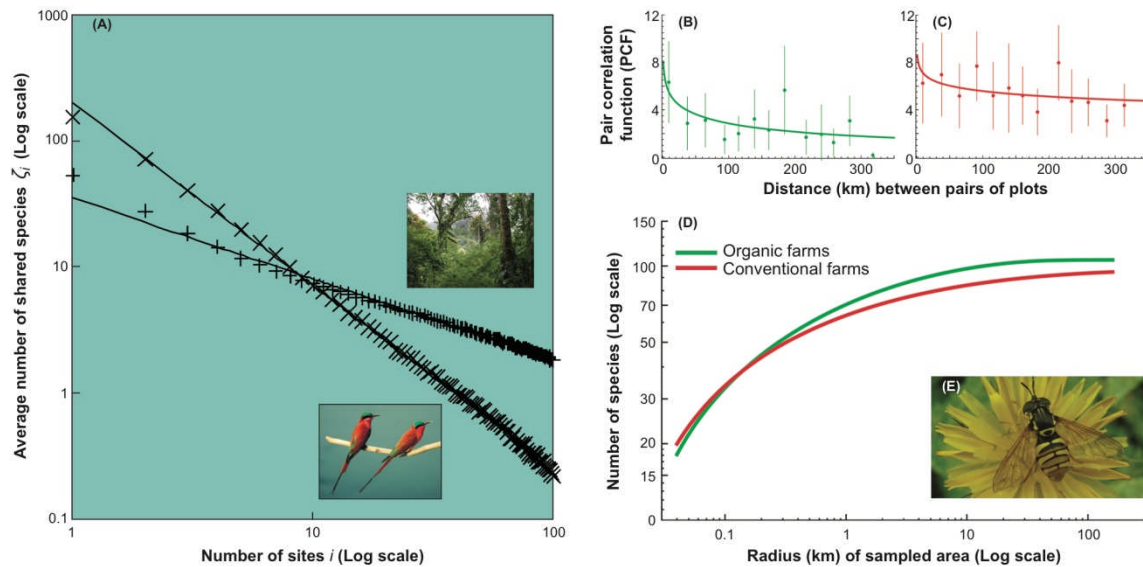 (A)
1000
100
10
1
0.1
1
10
100
Average number of shared species ζi (Log scale)
Number of sites i (Log scale)
(B)
12
8
4
0
0
100
200
300
Pair correlation
function (PCF)
(C)
12
8
4
0
0
100
200
300
Distance (km) between pairs of plots
(D)
150
100
70
50
30
20
15
0
0.1
1
10
100
Organic farms
Conventional farms
Number of species (Log scale)
Radius (km) of sampled area (Log scale)
(E)